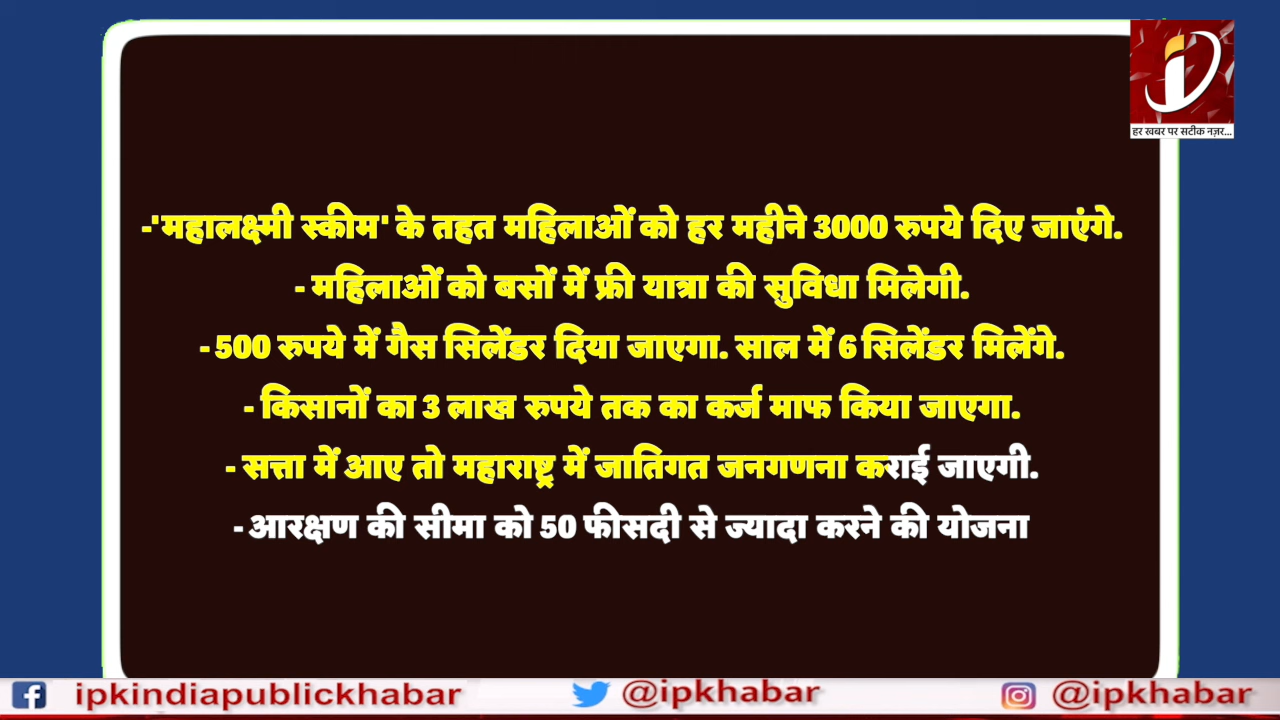 हर खबर पर सटीक नज़र...
-'महालक्ष्मी स्कीम' के तहत महिलाओं को हर महीने 3000 रुपये दिए जाएंगे.
- महिलाओं को बसों में फ्री यात्रा की सुविधा मिलेगी.
- 500 रुपये में गैस सिलेंडर दिया जाएगा. साल में 6 सिलेंडर मिलेंगे.
- किसानों का 3 लाख रुपये तक का कर्ज माफ किया जाएगा.
- सत्ता में आए तो महाराष्ट्र में जातिगत जनगणना कराई जाएगी.
- आरक्षण की सीमा को 50 फीसदी से ज्यादा करने की योजना
ipkindiapublickhabar @ipkhabar @ipkhabar